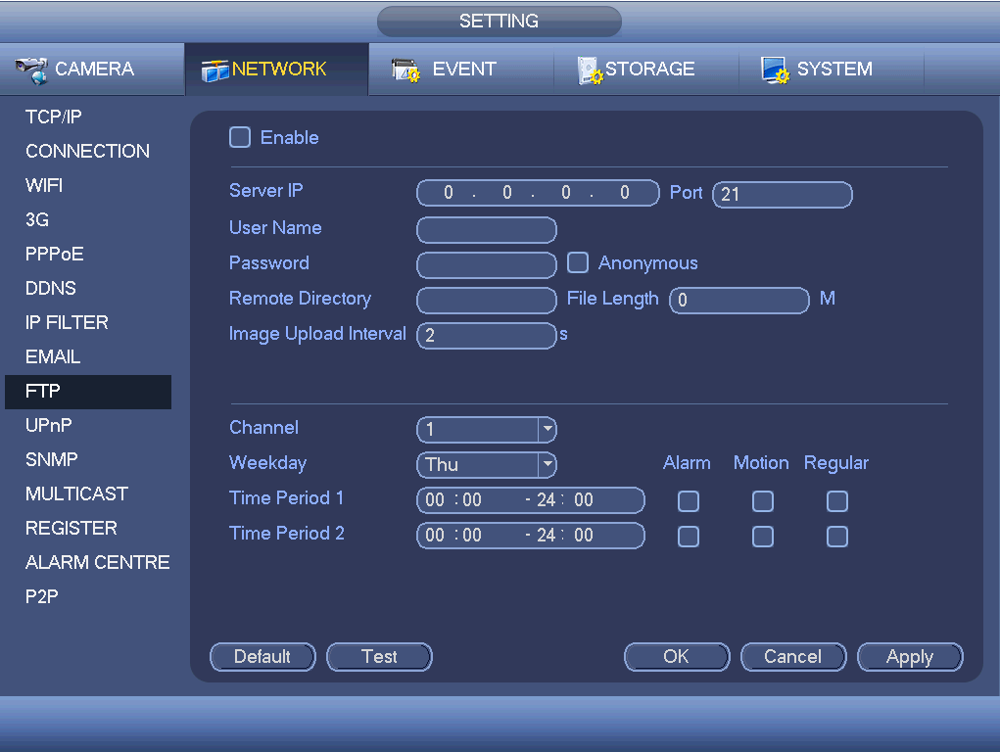 SETTING
CAMERA NETWORK EVENT STORAGE SYSTEM
TCP/IP
CONNECTION
WIFI
3G
PPPoE
DDNS
IP FILTER
EMAIL
FTP
UPnP
SNMP
MULTICAST
REGISTER
ALARM CENTRE
P2P
Enable
Server IP 0 . 0 . 0 . 0 Port 21
User Name
Password Anonymous
Remote Directory File Length 0 M
Image Upload Interval 2 s
Channel 1
Weekday Thu Alarm Motion Regular
Time Period 1 00 :00 - 24 : 00
Time Period 2 00 :00 - 24 : 00
Default Test OK Cancel Apply